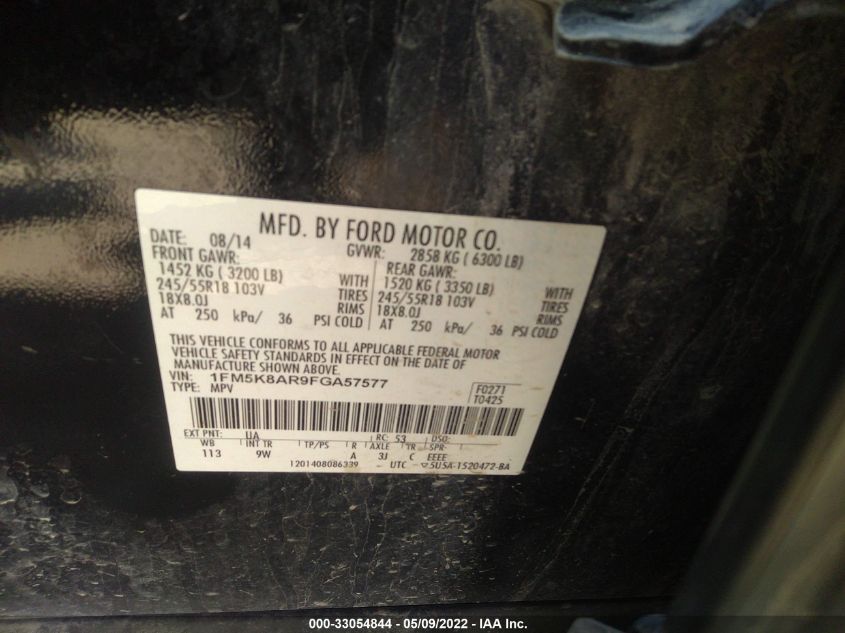 MFD. BY FORD MOTOR CO.
DATE: 08/14 GVWR: 2858 KG ( 6300 LB)
FRONT GAWR: REAR GAWR:
1452 KG ( 3200 LB) WITH 1520 KG ( 3350 LB) WITH
245/55R18 103V TIRES 245/55R18 103V TIRES
18X8.0J RIMS 18X8.0J RIMS
AT 250 kPa/ 36 PSI COLD AT 250 kPa/ 36 PSI COLD
THIS VEHICLE CONFORMS TO ALL APPLICABLE FEDERAL MOTOR
VEHICLE SAFETY STANDARDS IN EFFECT ON THE DATE OF
MANUFACTURE SHOWN ABOVE.
VIN: 1FM5K8AR9FGA57577
TYPE: MPV
F0271
T0425
EXT PNT: UA RC: 53 DSO:
WB INT TR TP/PS R AXLE TR SPR
113 9W A 3J C EEEE
1201408086339 - UTC - ▽5U5A-1520472-BA
000-33054844 - 05/09/2022 - IAA Inc.